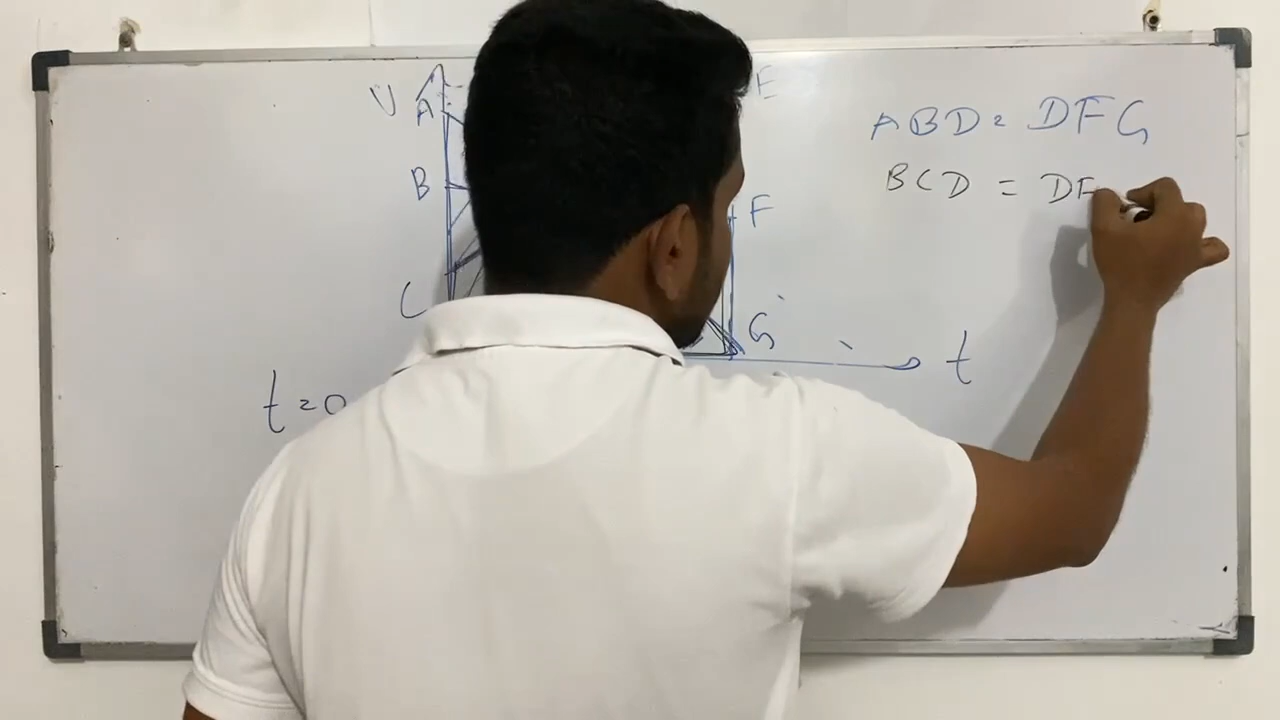 V
A
E
ABD = DFG
B
BCD = DF
F
C
G
t
t=0